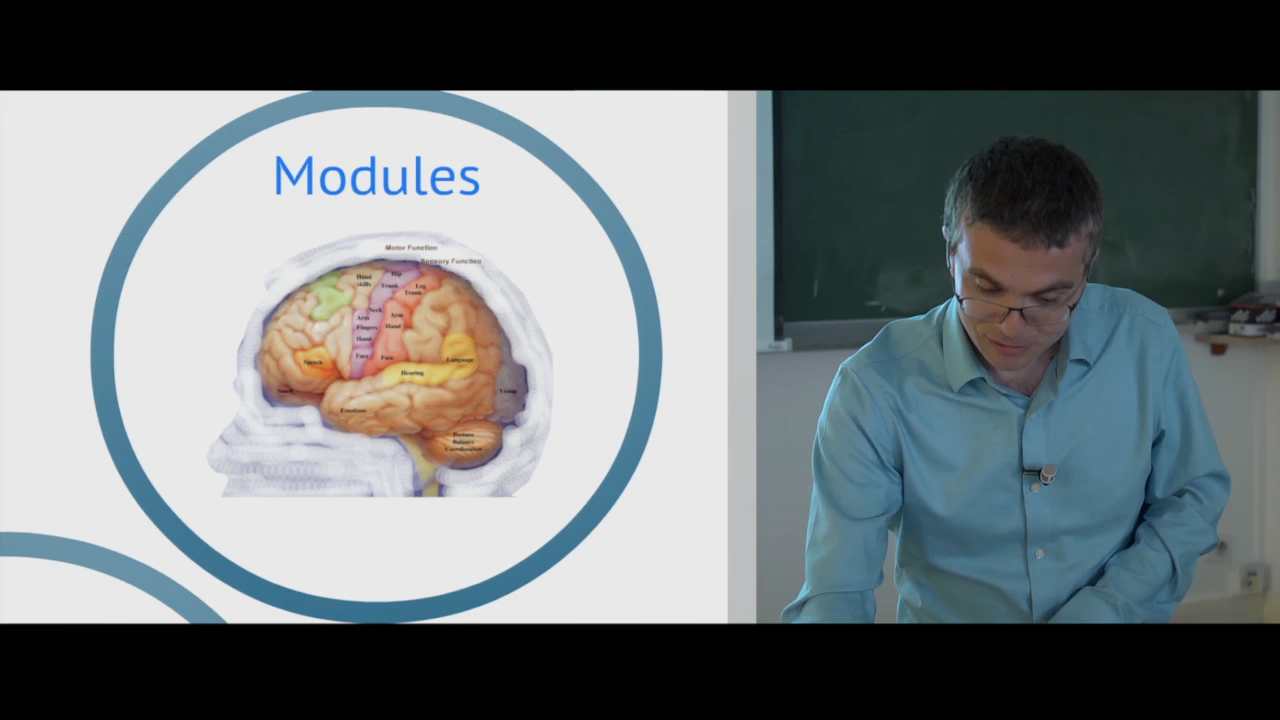 Modules
Motor Function
Sensory Function
Hand
skills
Hip
Trunk
Leg
Trunk
Neck
Arm
Fingers
Hand
Face
Arm
Hand
Face
Speech
Language
Hearing
Smell
Vision
Emotions
Posture
Balance
Coordination